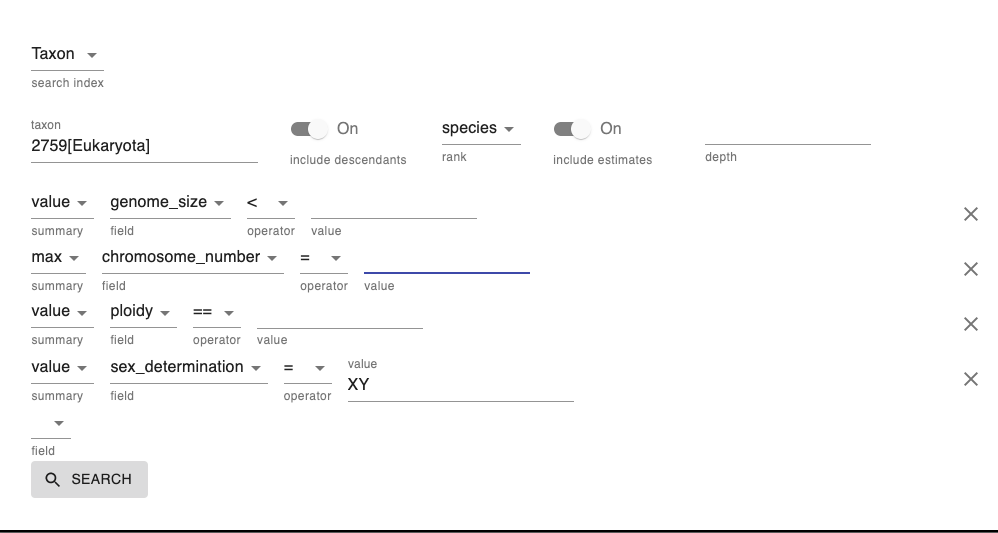 Taxon
search index
taxon
2759[Eukaryota]
On
include descendants
species
rank
On
include estimates
depth
value genome_size <
summary field operator value
max chromosome_number =
summary field operator value
value ploidy ==
summary field operator value
value sex_determination = value
XY
summary field operator
field
SEARCH